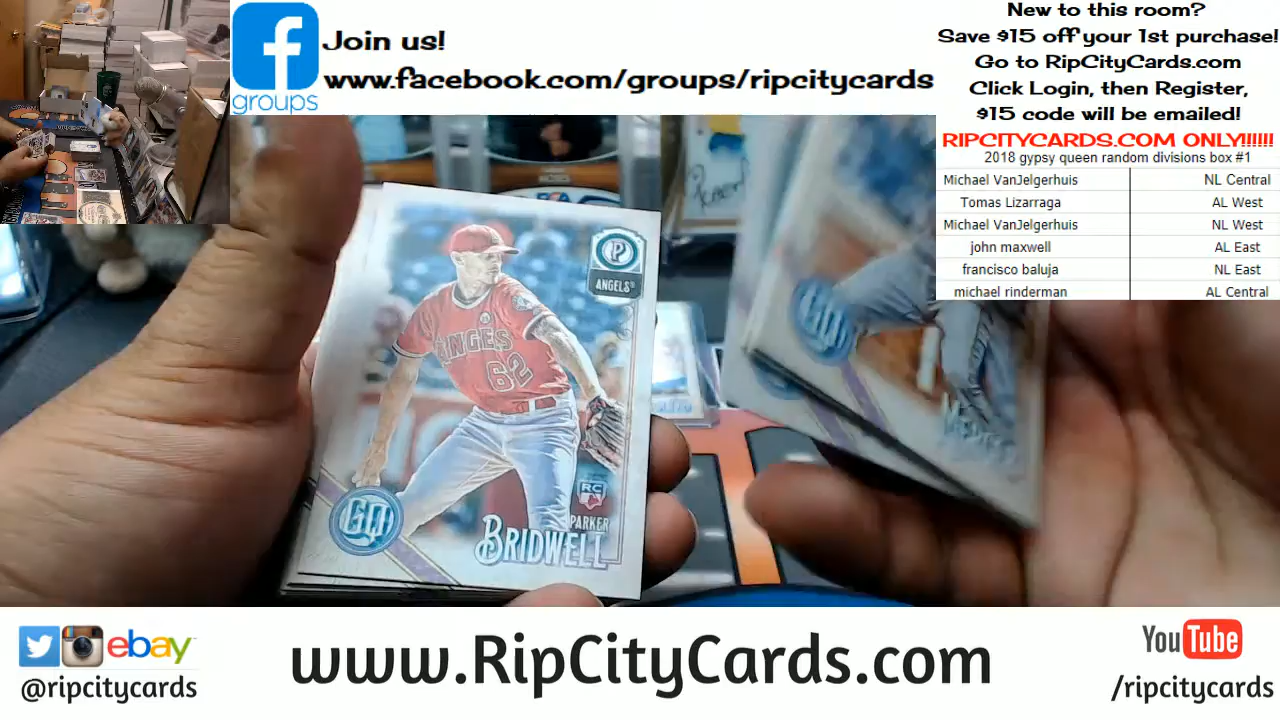 Join us!
www.facebook.com/groups/ripcitycards
groups
New to this room?
Save $15 off your 1st purchase!
Go to RipCityCards.com
Click Login, then Register,
$15 code will be emailed!
RIPCITYCARDS.COM ONLY!!!!!!
2018 gypsy queen random divisions box #1
Michael VanJelgerhuis NL Central
Tomas Lizarraga AL West
Michael VanJelgerhuis NL West
john maxwell AL East
francisco baluja NL East
michael rinderman AL Central
P
ANGELS
ANGELS
62
RC
PARKER
BRIDWELL
GQ
GQ
ebay
@ripcitycards
www.RipCityCards.com
YouTube
/ripcitycards